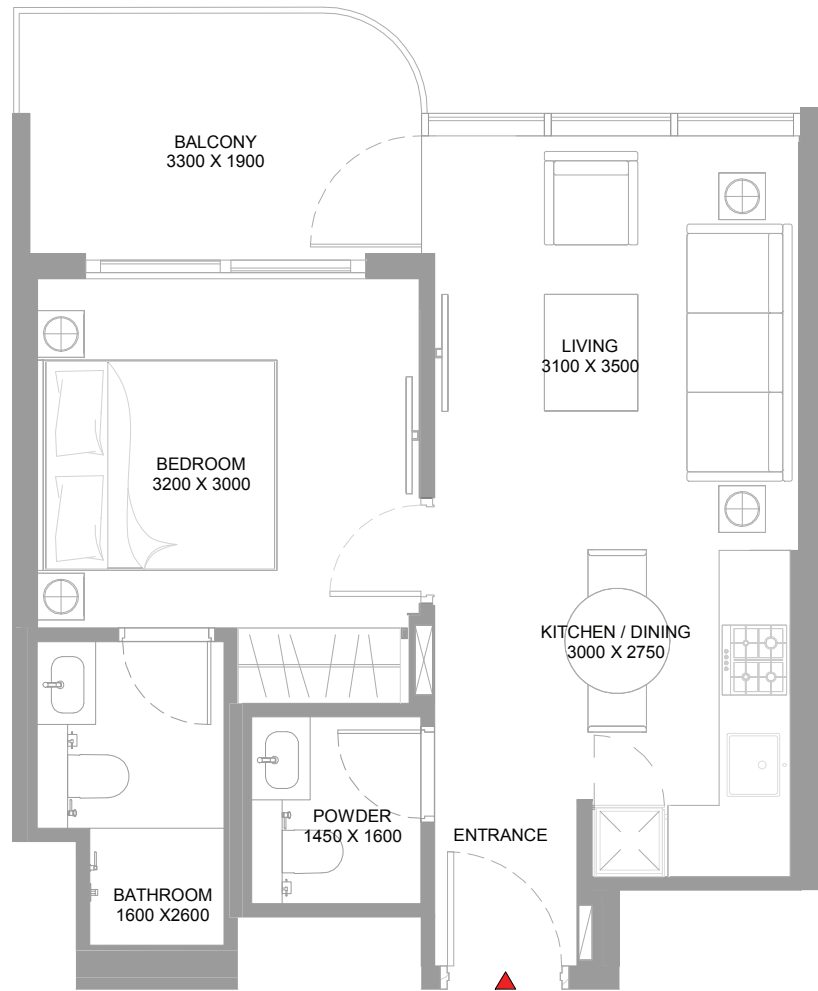 BALCONY
3300 X 1900
LIVING
3100 X 3500
BEDROOM
3200 X 3000
KITCHEN / DINING
3000 X 2750
POWDER
1450 X 1600
ENTRANCE
BATHROOM
1600 X2600